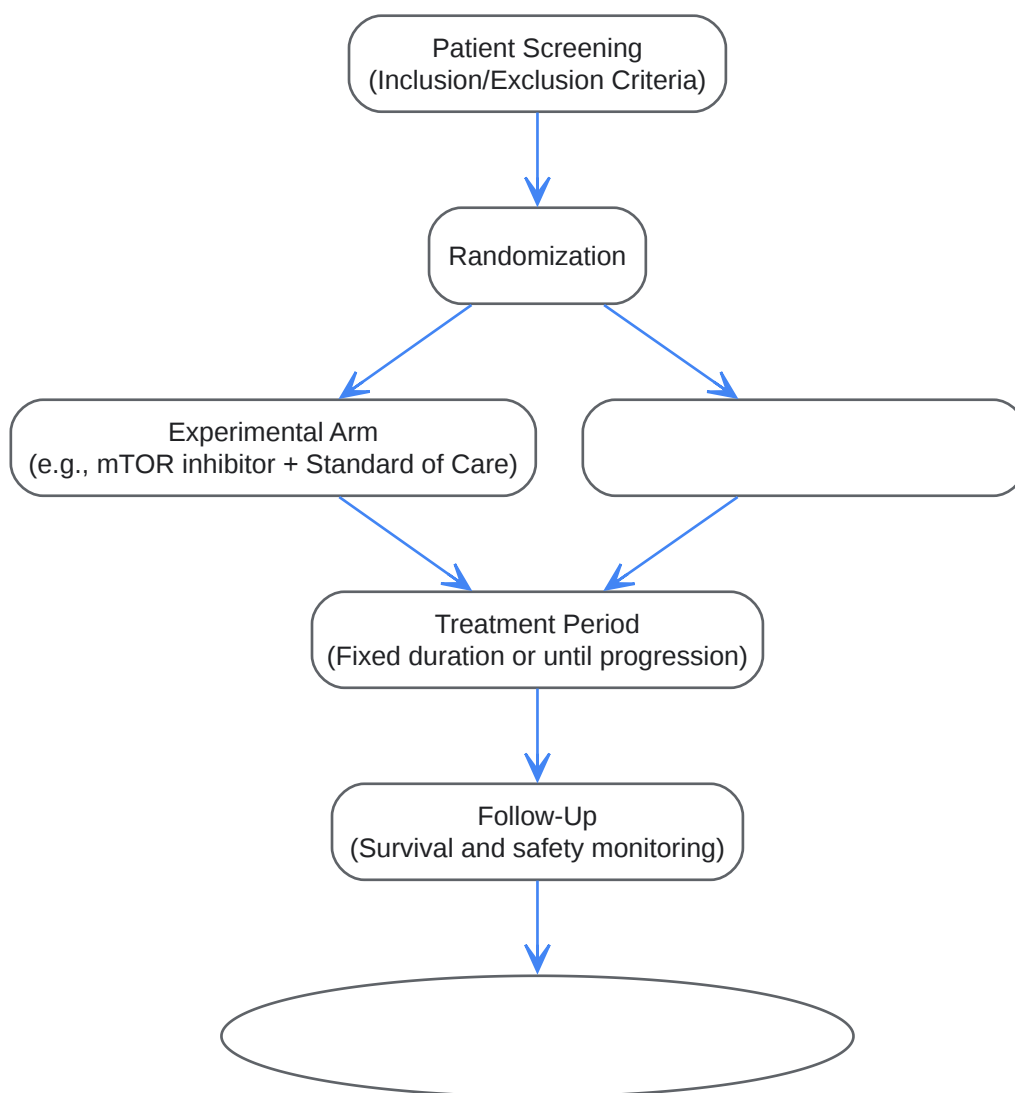 Patient Screening
(Inclusion/Exclusion Criteria)
Randomization
Experimental Arm
(e.g., mTOR inhibitor + Standard of Care)
Treatment Period
(Fixed duration or until progression)
Follow-Up
(Survival and safety monitoring)